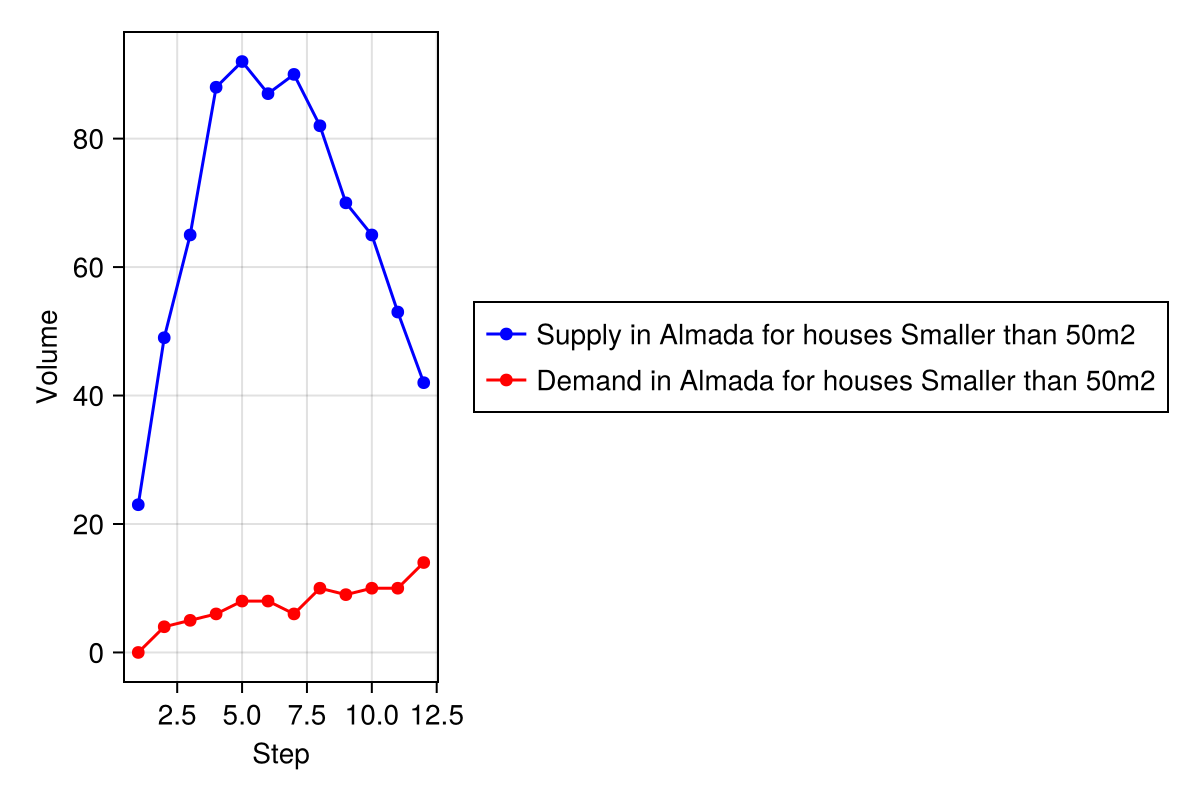 80
60
40
20
0
Volume
2.5 5.0 7.5 10.0 12.5
Step
Supply in Almada for houses Smaller than 50m2
Demand in Almada for houses Smaller than 50m2